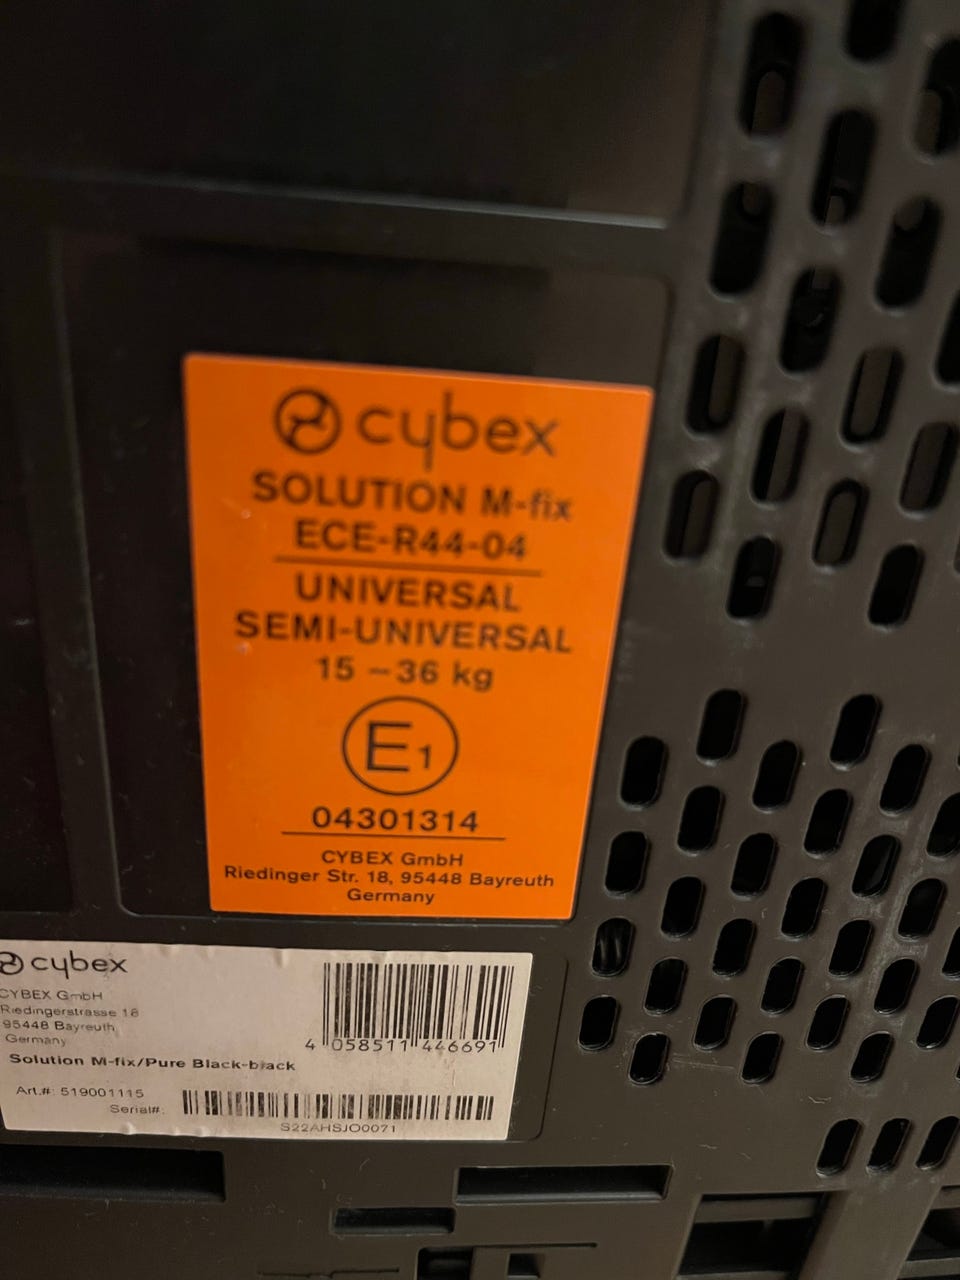 cybex
SOLUTION M-fix
ECE-R44-04
UNIVERSAL
SEMI-UNIVERSAL
15 – 36 kg
E1
04301314
CYBEX GmbH
Riedinger Str. 18, 95448 Bayreuth
Germany
cybex
CYBEX GmbH
Riedingerstrasse 18
95448 Bayreuth
Germany
4 058511 446691
Solution M-fix/Pure Black-black
Art.#: 519001115
Serial#:
S22AHSJO0071